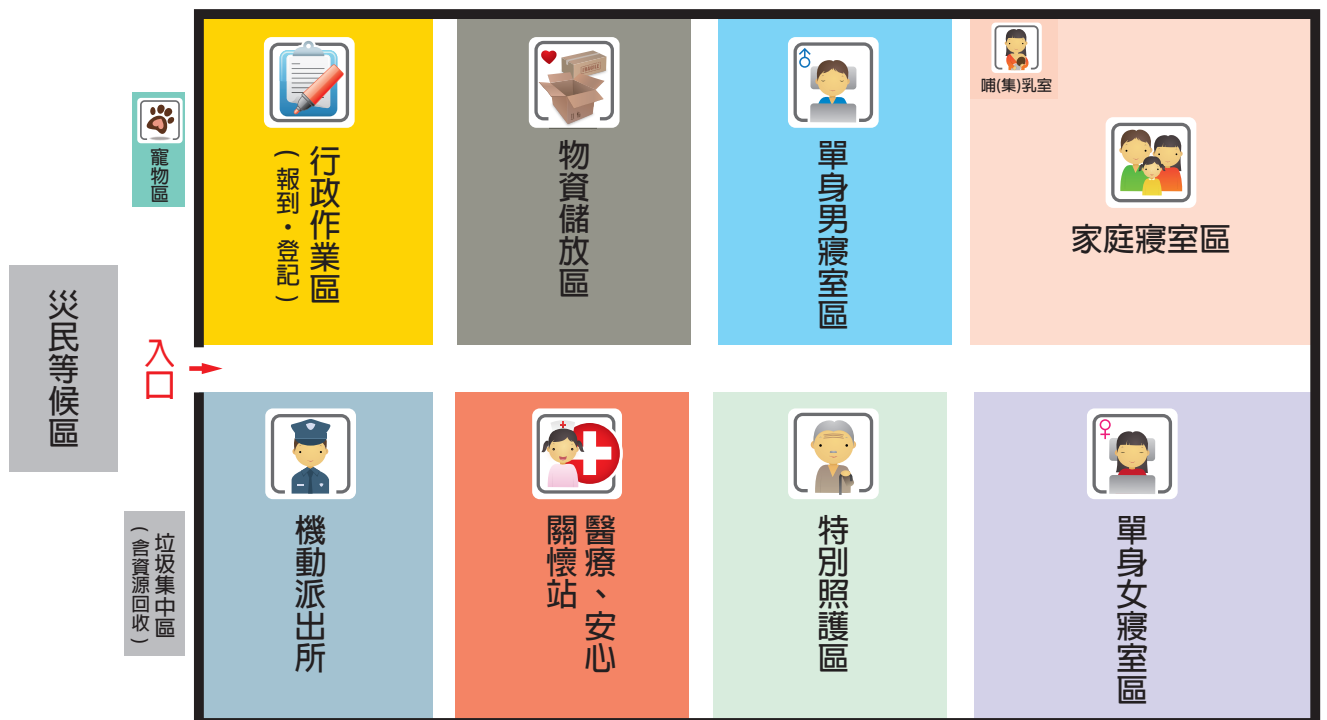 災民等候區
寵物區
入口
垃圾集中區
(含資源回收)
行政作業區
(報到・登記)
物資儲放區
單身男寢室區
哺(集)乳室
家庭寢室區
機動派出所
醫療、安心
關懷站
特別照護區
單身女寢室區